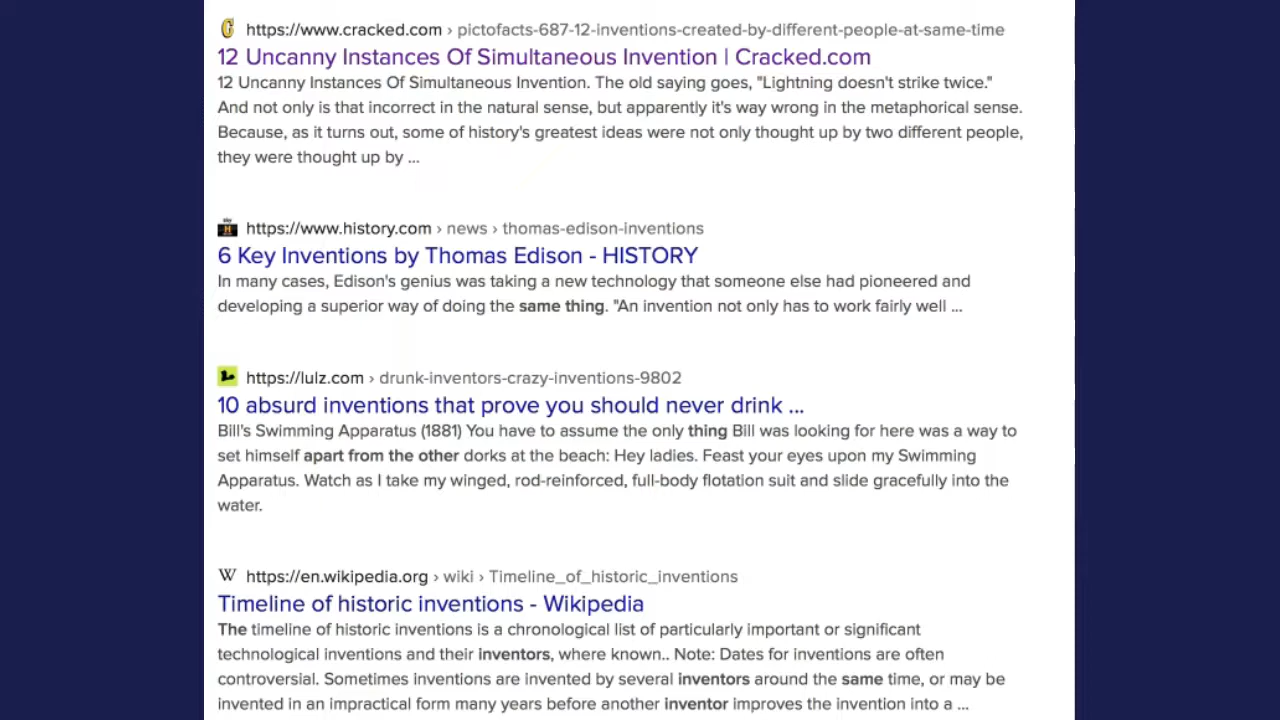 https://www.cracked.com › pictofacts-687-12-inventions-created-by-different-people-at-same-time
12 Uncanny Instances Of Simultaneous Invention | Cracked.com
12 Uncanny Instances Of Simultaneous Invention. The old saying goes, "Lightning doesn't strike twice."
And not only is that incorrect in the natural sense, but apparently it's way wrong in the metaphorical sense.
Because, as it turns out, some of history's greatest ideas were not only thought up by two different people,
they were thought up by ...
https://www.history.com › news › thomas-edison-inventions
6 Key Inventions by Thomas Edison - HISTORY
In many cases, Edison's genius was taking a new technology that someone else had pioneered and
developing a superior way of doing the same thing. "An invention not only has to work fairly well ...
https://lulz.com › drunk-inventors-crazy-inventions-9802
10 absurd inventions that prove you should never drink ...
Bill's Swimming Apparatus (1881) You have to assume the only thing Bill was looking for here was a way to
set himself apart from the other dorks at the beach: Hey ladies. Feast your eyes upon my Swimming
Apparatus. Watch as I take my winged, rod-reinforced, full-body flotation suit and slide gracefully into the
water.
W https://en.wikipedia.org › wiki › Timeline_of_historic_inventions
Timeline of historic inventions - Wikipedia
The timeline of historic inventions is a chronological list of particularly important or significant
technological inventions and their inventors, where known.. Note: Dates for inventions are often
controversial. Sometimes inventions are invented by several inventors around the same time, or may be
invented in an impractical form many years before another inventor improves the invention into a ...